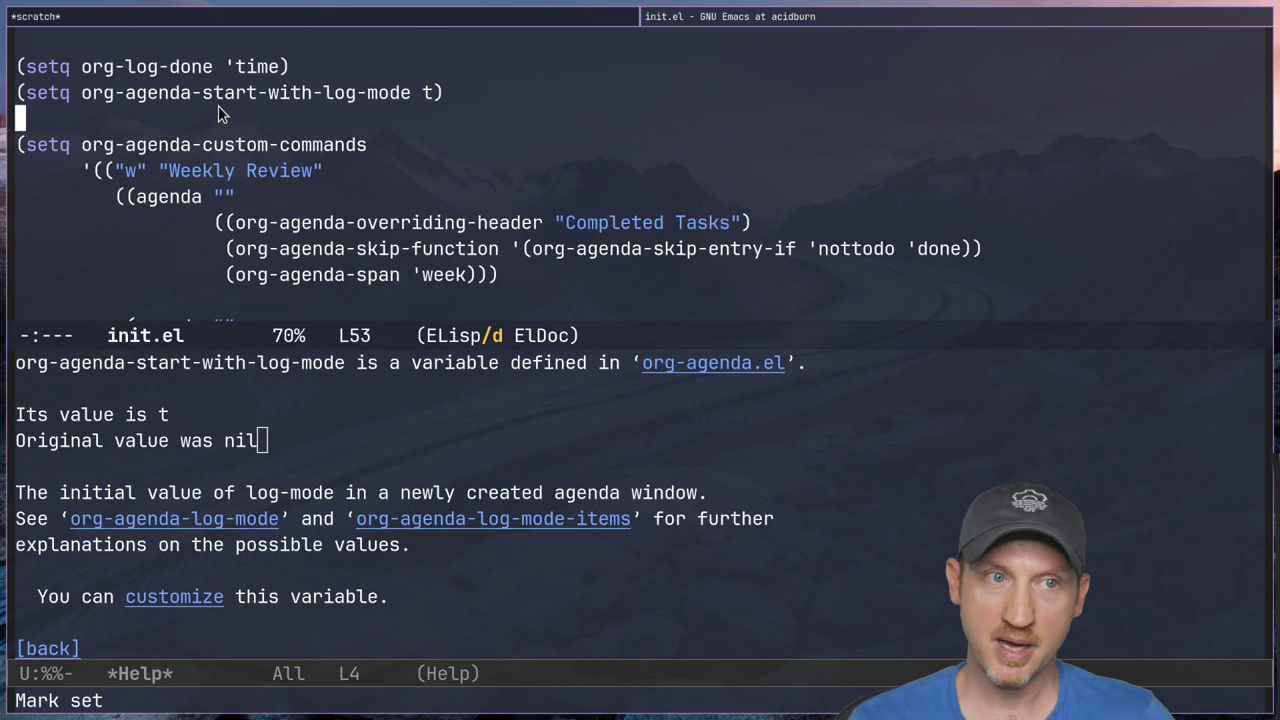 *scratch*
init.el - GNU Emacs at acidburn
(setq org-log-done 'time)
(setq org-agenda-start-with-log-mode t)
(setq org-agenda-custom-commands
'(("w" "Weekly Review"
((agenda ""
((org-agenda-overriding-header "Completed Tasks")
(org-agenda-skip-function '(org-agenda-skip-entry-if 'nottodo 'done))
(org-agenda-span 'week)))
-:--- init.el 70% L53 (ELisp/d ElDoc)
org-agenda-start-with-log-mode is a variable defined in ‘org-agenda.el’.
Its value is t
Original value was nil
The initial value of log-mode in a newly created agenda window.
See ‘org-agenda-log-mode’ and ‘org-agenda-log-mode-items’ for further
explanations on the possible values.
You can customize this variable.
[back]
U:%%- *Help* All L4 (Help)
Mark set